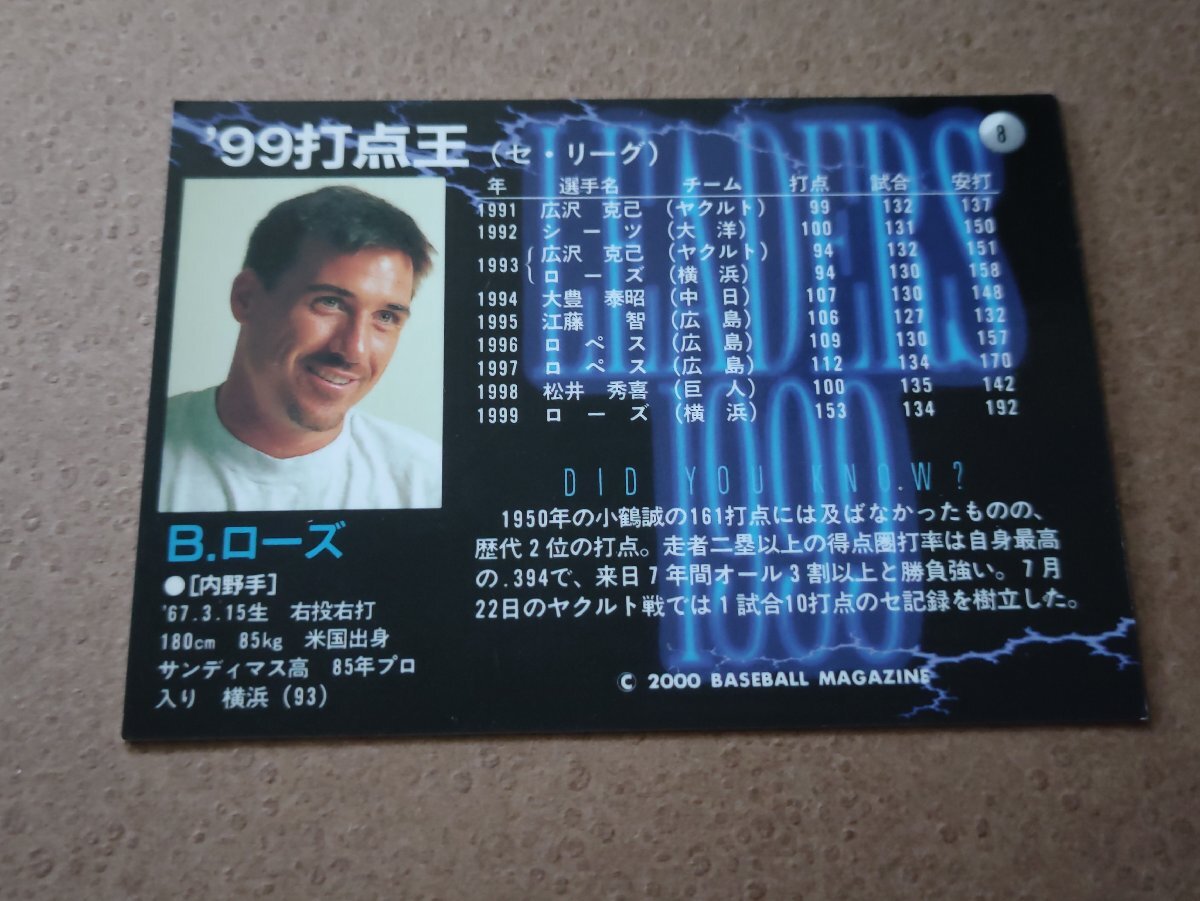 '99打点王(セ・リーグ)
8
LEADERS
1999
年 選手名 チーム 打点 試合 安打
1991 広沢 克己 (ヤクルト) 99 132 137
1992 シーツ (大洋) 100 131 150
1993 広沢 克己 (ヤクルト) 94 132 151
ローズ (横浜) 94 130 158
1994 大豊 泰昭 (中日) 107 130 148
1995 江藤 智 (広島) 106 127 132
1996 ロペス (広島) 109 130 157
1997 ロペス (広島) 112 134 170
1998 松井 秀喜 (巨人) 100 135 142
1999 ローズ (横浜) 153 134 192
DID YOU KNOW?
1950年の小鶴誠の161打点には及ばなかったものの、
歴代2位の打点。走者二塁以上の得点圏打率は自身最高
の.394で、来日7年間オール3割以上と勝負強い。7月
22日のヤクルト戦では1試合10打点のセ記録を樹立した。
© 2000 BASEBALL MAGAZINE
B.ローズ
●[内野手]
'67.3.15生 右投右打
180cm 85kg 米国出身
サンディマス高 85年プロ
入り 横浜(93)